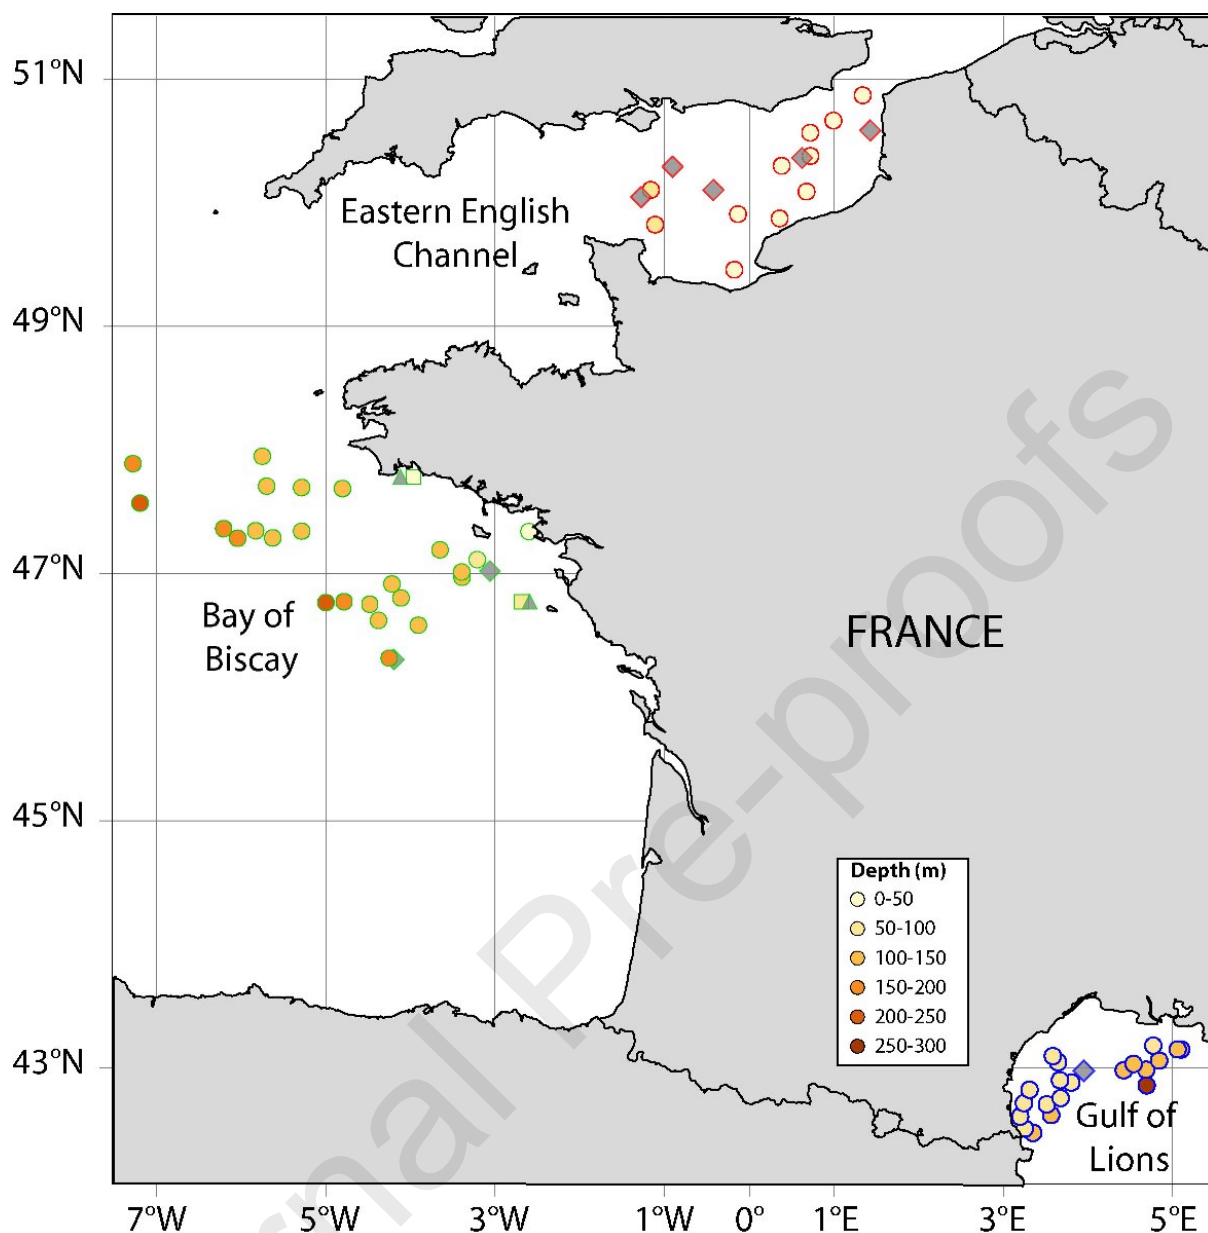 51°N
Eastern English
Channel
49°N
47°N
Bay of
Biscay
FRANCE
45°N
Depth (m)
0-50
50-100
100-150
150-200
200-250
250-300
43°N
Gulf of
Lions
7°W 5°W 3°W 1°W 0° 1°E 3°E 5°E
rnal Pre-proofs